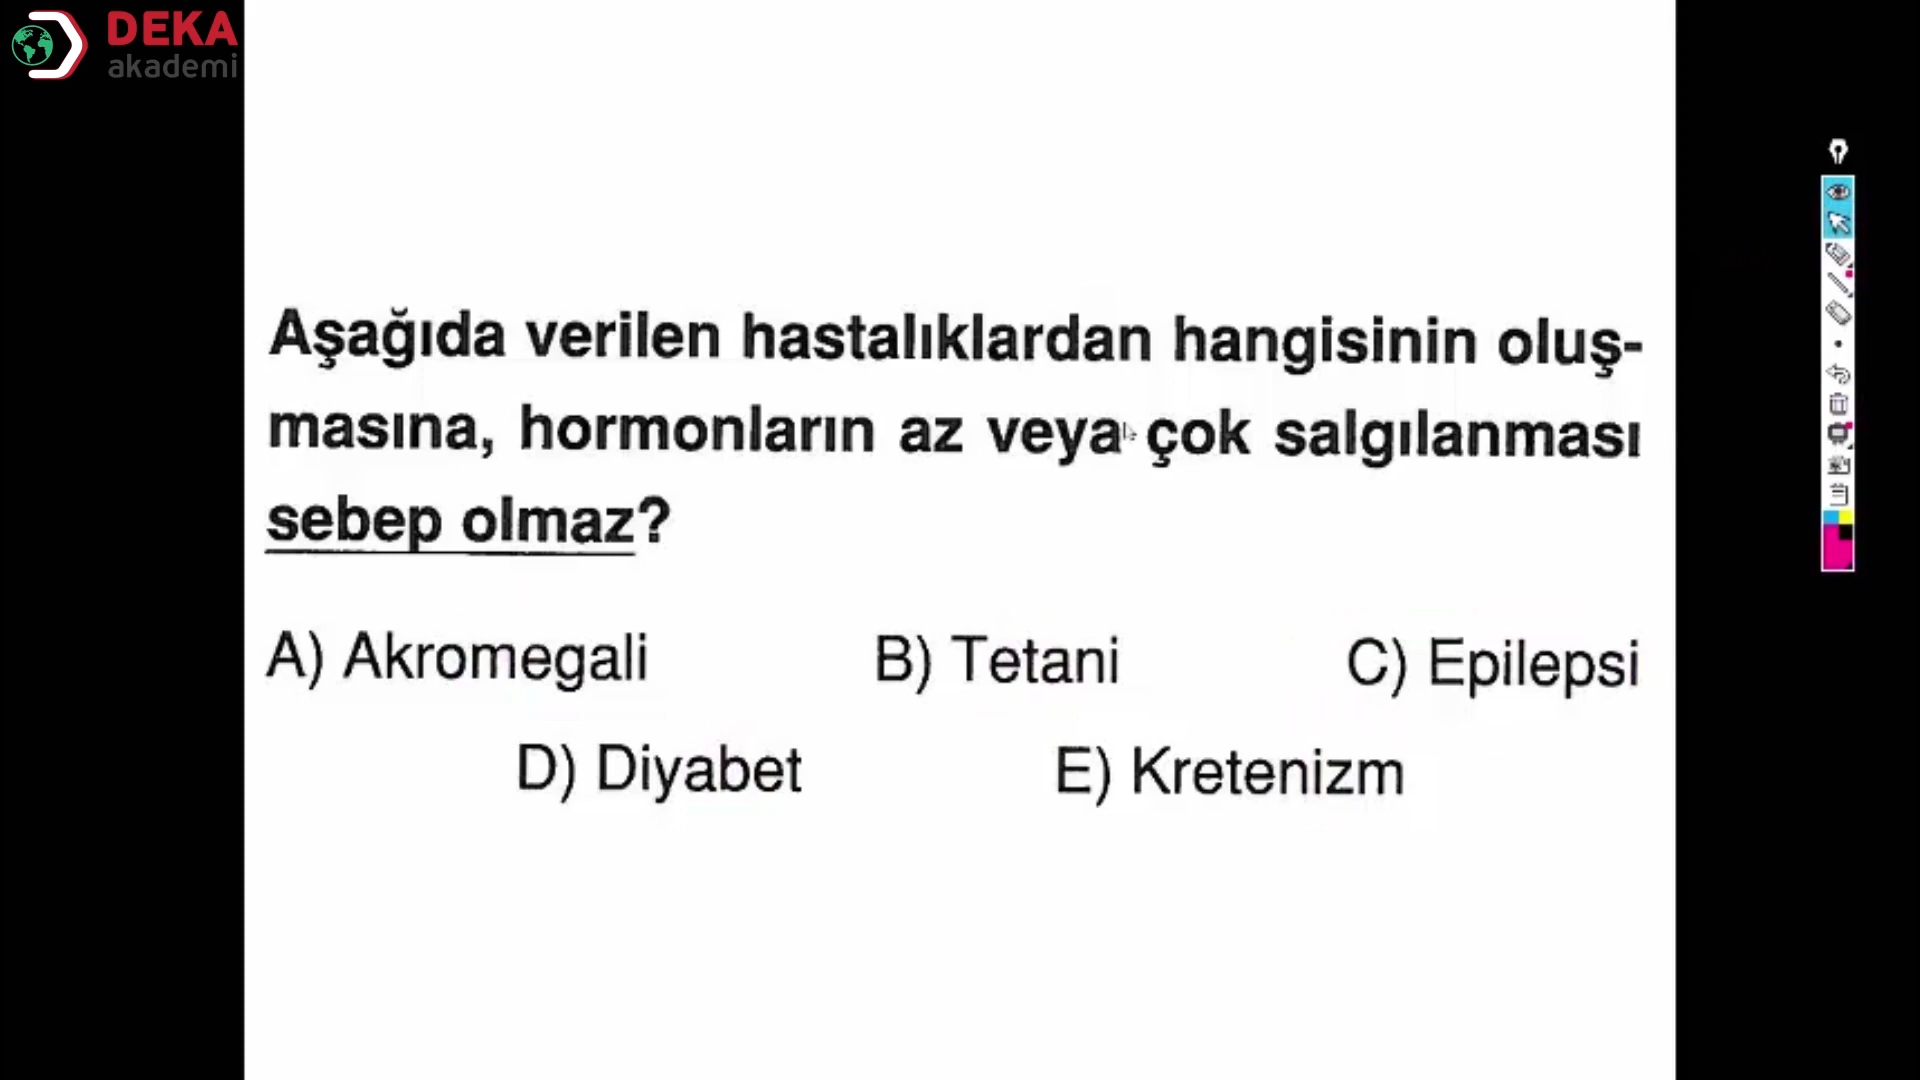 DEKA
akademi
Aşağıda verilen hastalıklardan hangisinin oluş-
masına, hormonların az veya çok salgılanması
sebep olmaz?
A) Akromegali B) Tetani C) Epilepsi
D) Diyabet E) Kretenizm